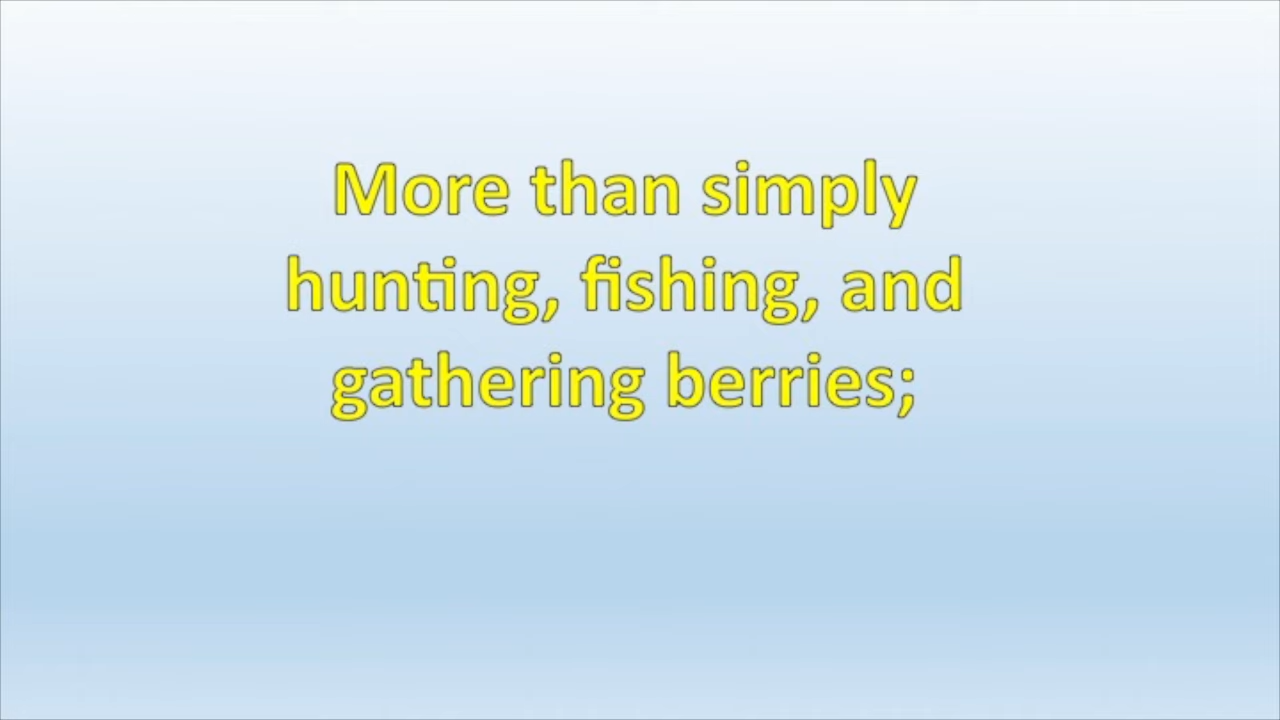 More than simply
hunting, fishing, and
gathering berries;